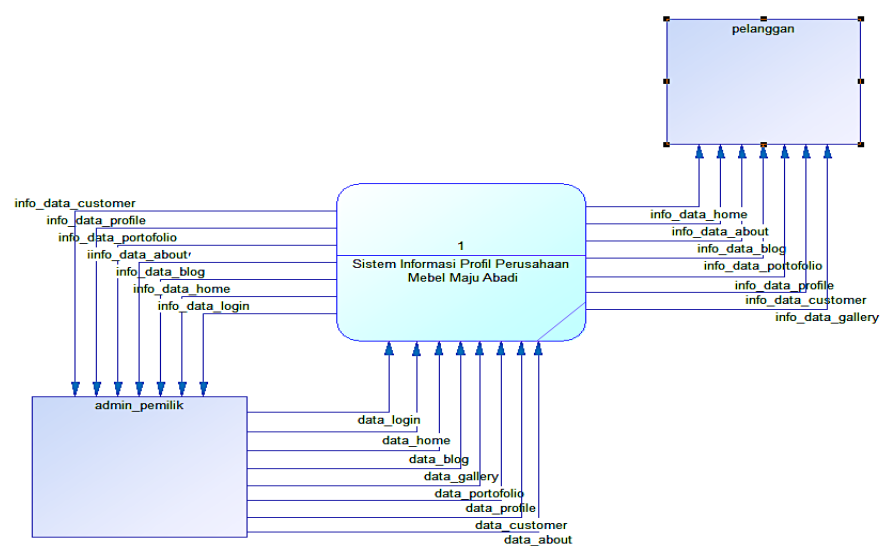 pelanggan
info_data_customer
info_data_profile
info_data_portofolio
iinfo_data_about
info_data_blog
info_data_home
info_data_login
1
Sistem Informasi Profil Perusahaan
Mebel Maju Abadi
info_data_home
info_data_about
info_data_blog
info_data_portofolio
info_data_profile
info_data_customer
info_data_gallery
admin_pemilik
data_login
data_home
data_blog
data_gallery
data_portofolio
data_profile
data_customer
data_about